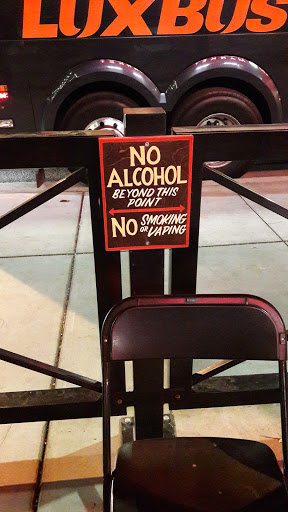 LUXBUS
NO
ALCOHOL
BEYOND THIS
POINT
NO SMOKING
OR VAPING